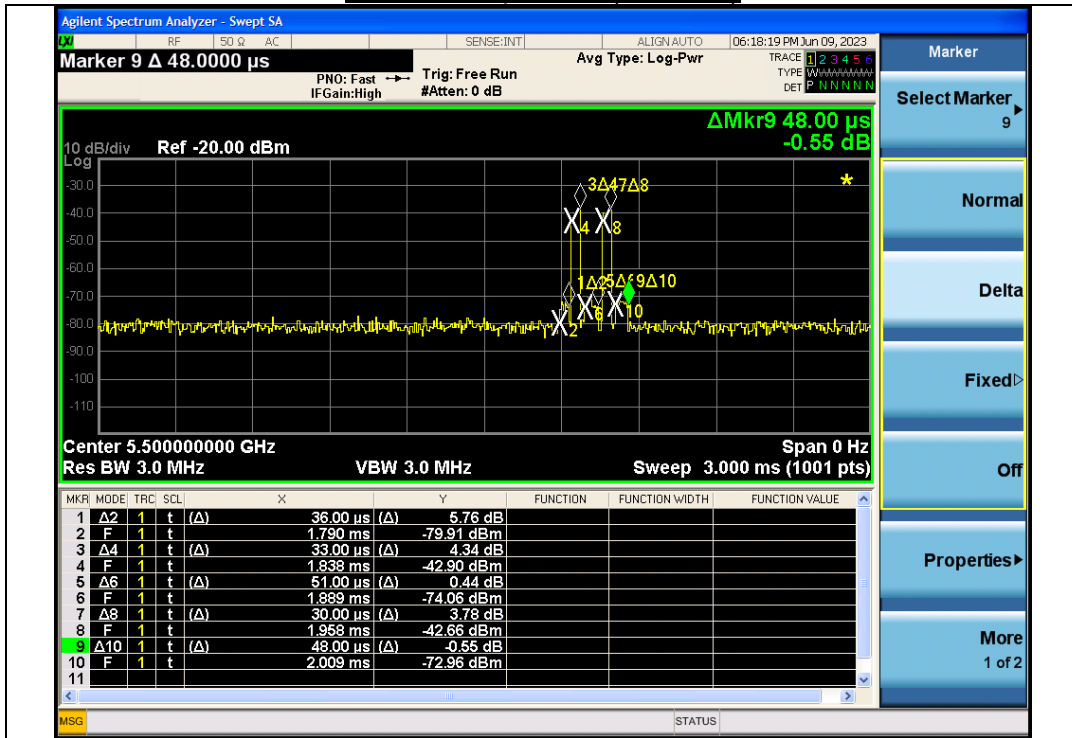 Agilent Spectrum Analyzer - Swept SA
LXI RF 50 Ω AC SENSE:INT ALIGN AUTO 06:18:19 PM Jun 09, 2023
Marker 9 Δ 48.0000 μs
PNO: Fast
IFGain:High
Trig: Free Run
#Atten: 0 dB
Avg Type: Log-Pwr
TRACE 1 2 3 4 5 6
TYPE W
DET P N N N N N
ΔMkr9 48.00 μs
-0.55 dB
10 dB/div Ref -20.00 dBm
Log
-30.0
-40.0
-50.0
-60.0
-70.0
-80.0
-90.0
-100
-110
3Δ4 7Δ8
4 8
9Δ10
2 6 10
*
Center 5.500000000 GHz Span 0 Hz
Res BW 3.0 MHz VBW 3.0 MHz Sweep 3.000 ms (1001 pts)
MKR MODE TRC SCL X Y FUNCTION FUNCTION WIDTH FUNCTION VALUE
1 Δ2 1 t (Δ) 36.00 μs (Δ) 5.76 dB
2 F 1 t 1.790 ms -79.91 dBm
3 Δ4 1 t (Δ) 33.00 μs (Δ) 4.34 dB
4 F 1 t 1.838 ms -42.90 dBm
5 Δ6 1 t (Δ) 51.00 μs (Δ) 0.44 dB
6 F 1 t 1.889 ms -74.06 dBm
7 Δ8 1 t (Δ) 30.00 μs (Δ) 3.78 dB
8 F 1 t 1.958 ms -42.66 dBm
9 Δ10 1 t (Δ) 48.00 μs (Δ) -0.55 dB
10 F 1 t 2.009 ms -72.96 dBm
11
MSG STATUS
Marker
Select Marker
9
Normal
Delta
Fixed
Off
Properties
More
1 of 2